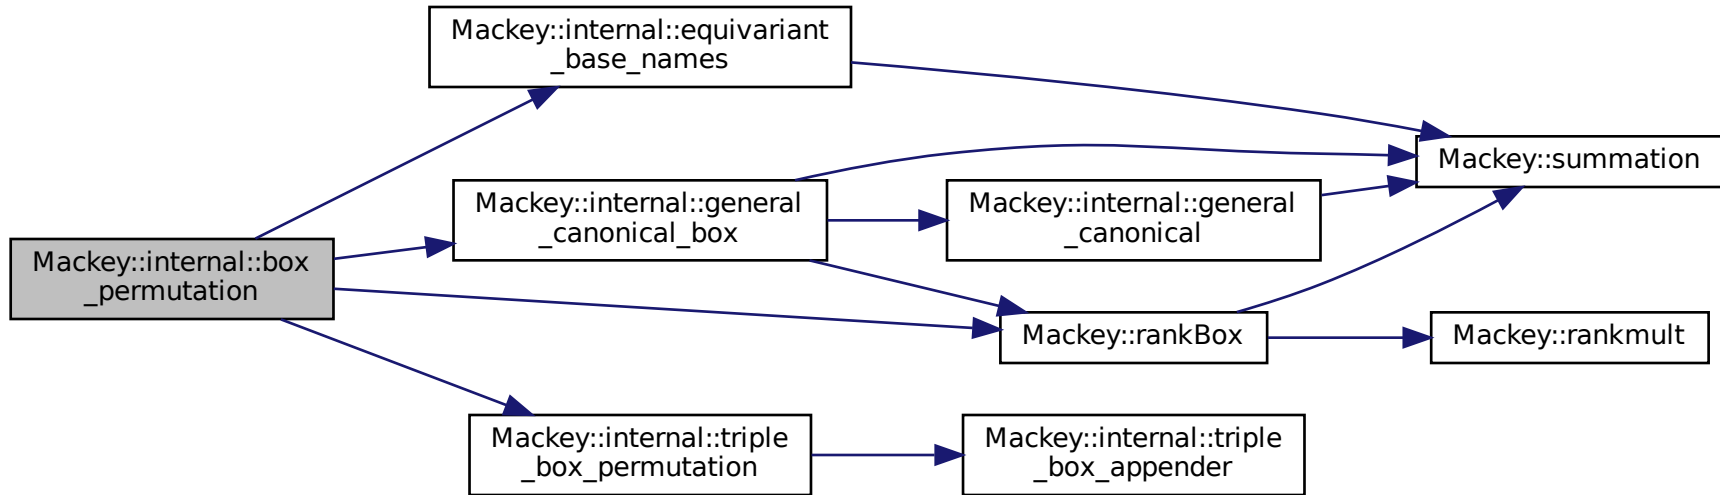 Mackey::internal::box
_permutation
Mackey::internal::equivariant
_base_names
Mackey::internal::general
_canonical_box
Mackey::internal::triple
_box_permutation
Mackey::internal::general
_canonical
Mackey::rankBox
Mackey::internal::triple
_box_appender
Mackey::summation
Mackey::rankmult